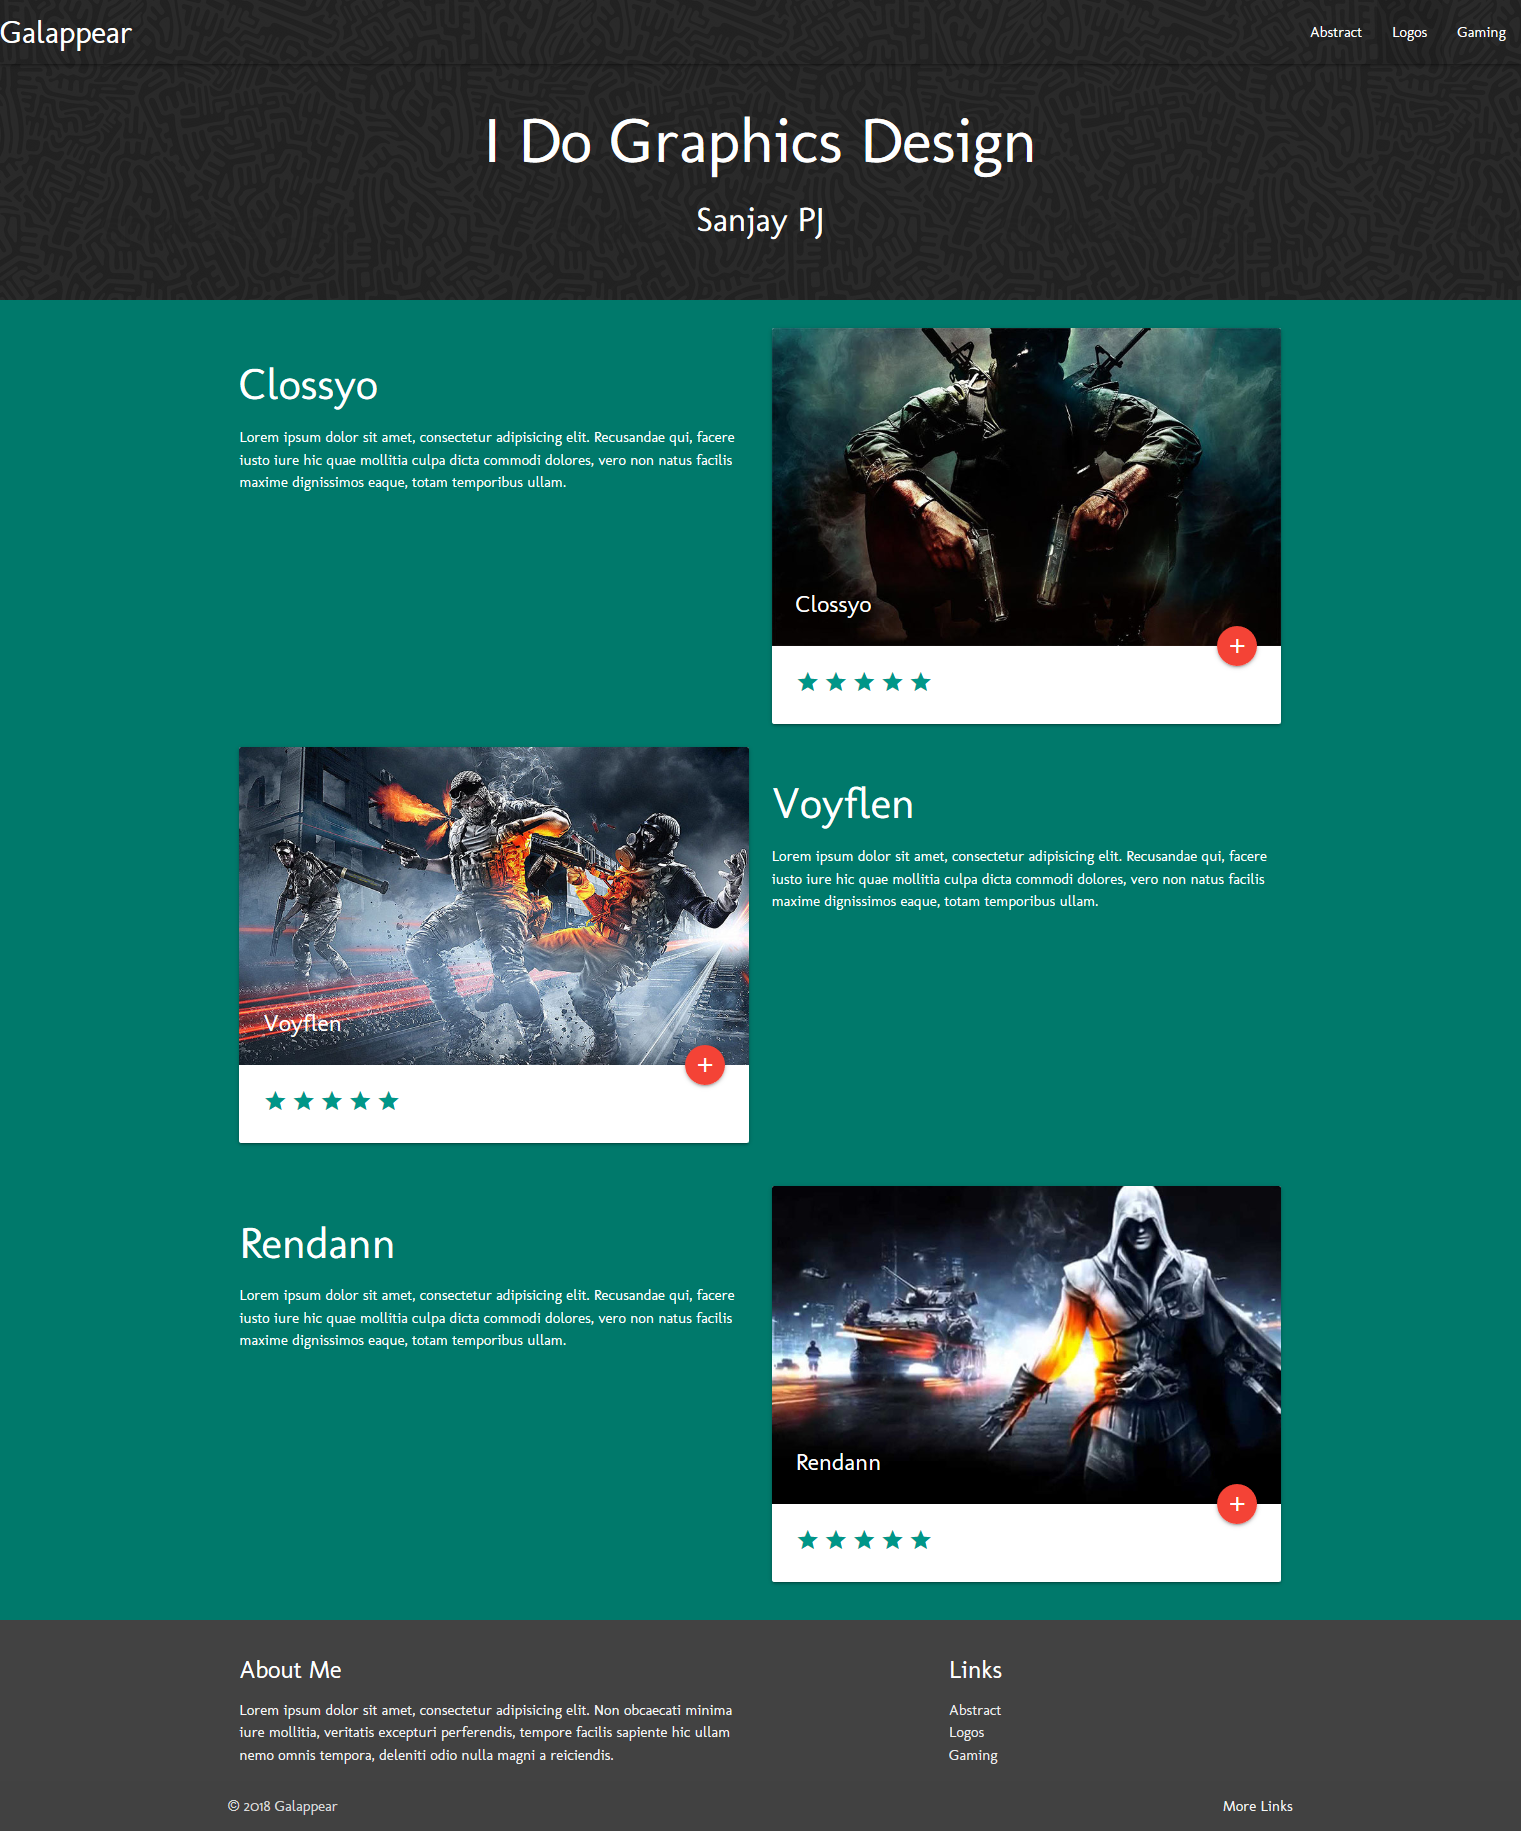 Galappear
Abstract Logos Gaming
I Do Graphics Design
Sanjay PJ
Clossyo
Lorem ipsum dolor sit amet, consectetur adipisicing elit. Recusandae qui, facere
iusto iure hic quae mollitia culpa dicta commodi dolores, vero non natus facilis
maxime dignissimos eaque, totam temporibus ullam.
Clossyo
Voyflen
Voyflen
Lorem ipsum dolor sit amet, consectetur adipisicing elit. Recusandae qui, facere
iusto iure hic quae mollitia culpa dicta commodi dolores, vero non natus facilis
maxime dignissimos eaque, totam temporibus ullam.
Rendann
Lorem ipsum dolor sit amet, consectetur adipisicing elit. Recusandae qui, facere
iusto iure hic quae mollitia culpa dicta commodi dolores, vero non natus facilis
maxime dignissimos eaque, totam temporibus ullam.
Rendann
About Me
Lorem ipsum dolor sit amet, consectetur adipisicing elit. Non obcaecati minima
iure mollitia, veritatis excepturi perferendis, tempore facilis sapiente hic ullam
nemo omnis tempora, deleniti odio nulla magni a reiciendis.
Links
Abstract
Logos
Gaming
© 2018 Galappear
More Links